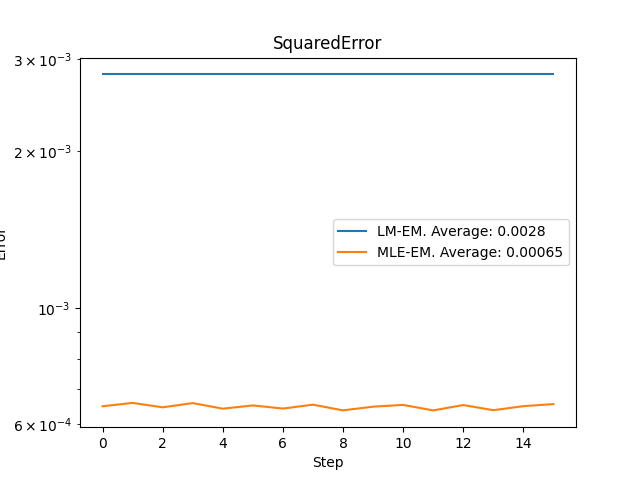 SquaredError
3 × 10⁻³
2 × 10⁻³
10⁻³
6 × 10⁻⁴
Error
LM-EM. Average: 0.0028
MLE-EM. Average: 0.00065
0 2 4 6 8 10 12 14
Step